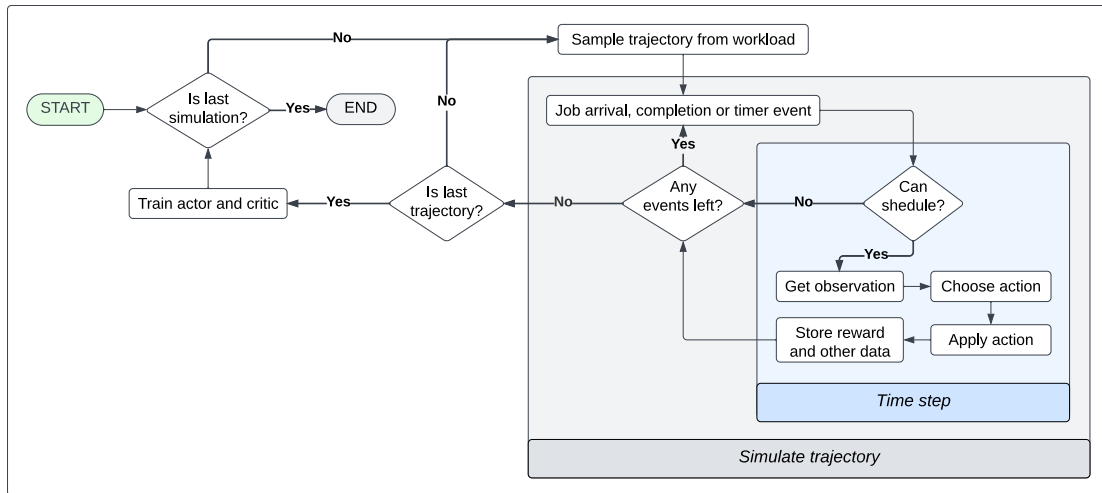 No
Sample trajectory from workload
START
Is last
simulation?
Yes
END
No
Job arrival, completion or timer event
Yes
Train actor and critic
Yes
Is last
trajectory?
No
Any
events left?
No
Can
shedule?
Yes
Get observation
Choose action
Store reward
and other data
Apply action
Time step
Simulate trajectory